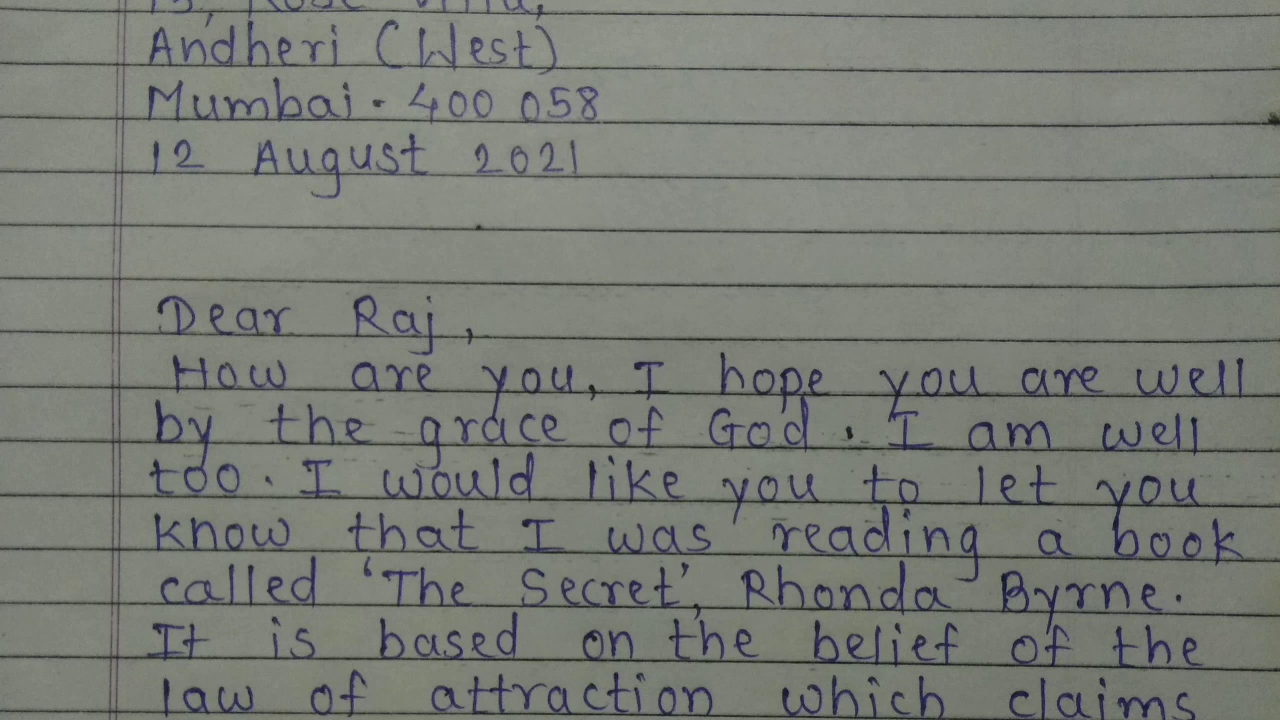 Andheri (West)
Mumbai - 400 058
12 August 2021
Dear Raj,
How are you, I hope you are well
by the grace of God. I am well
too. I would like you to let you
know that I was reading a book
called 'The Secret', Rhonda Byrne.
It is based on the belief of the
law of attraction which claims